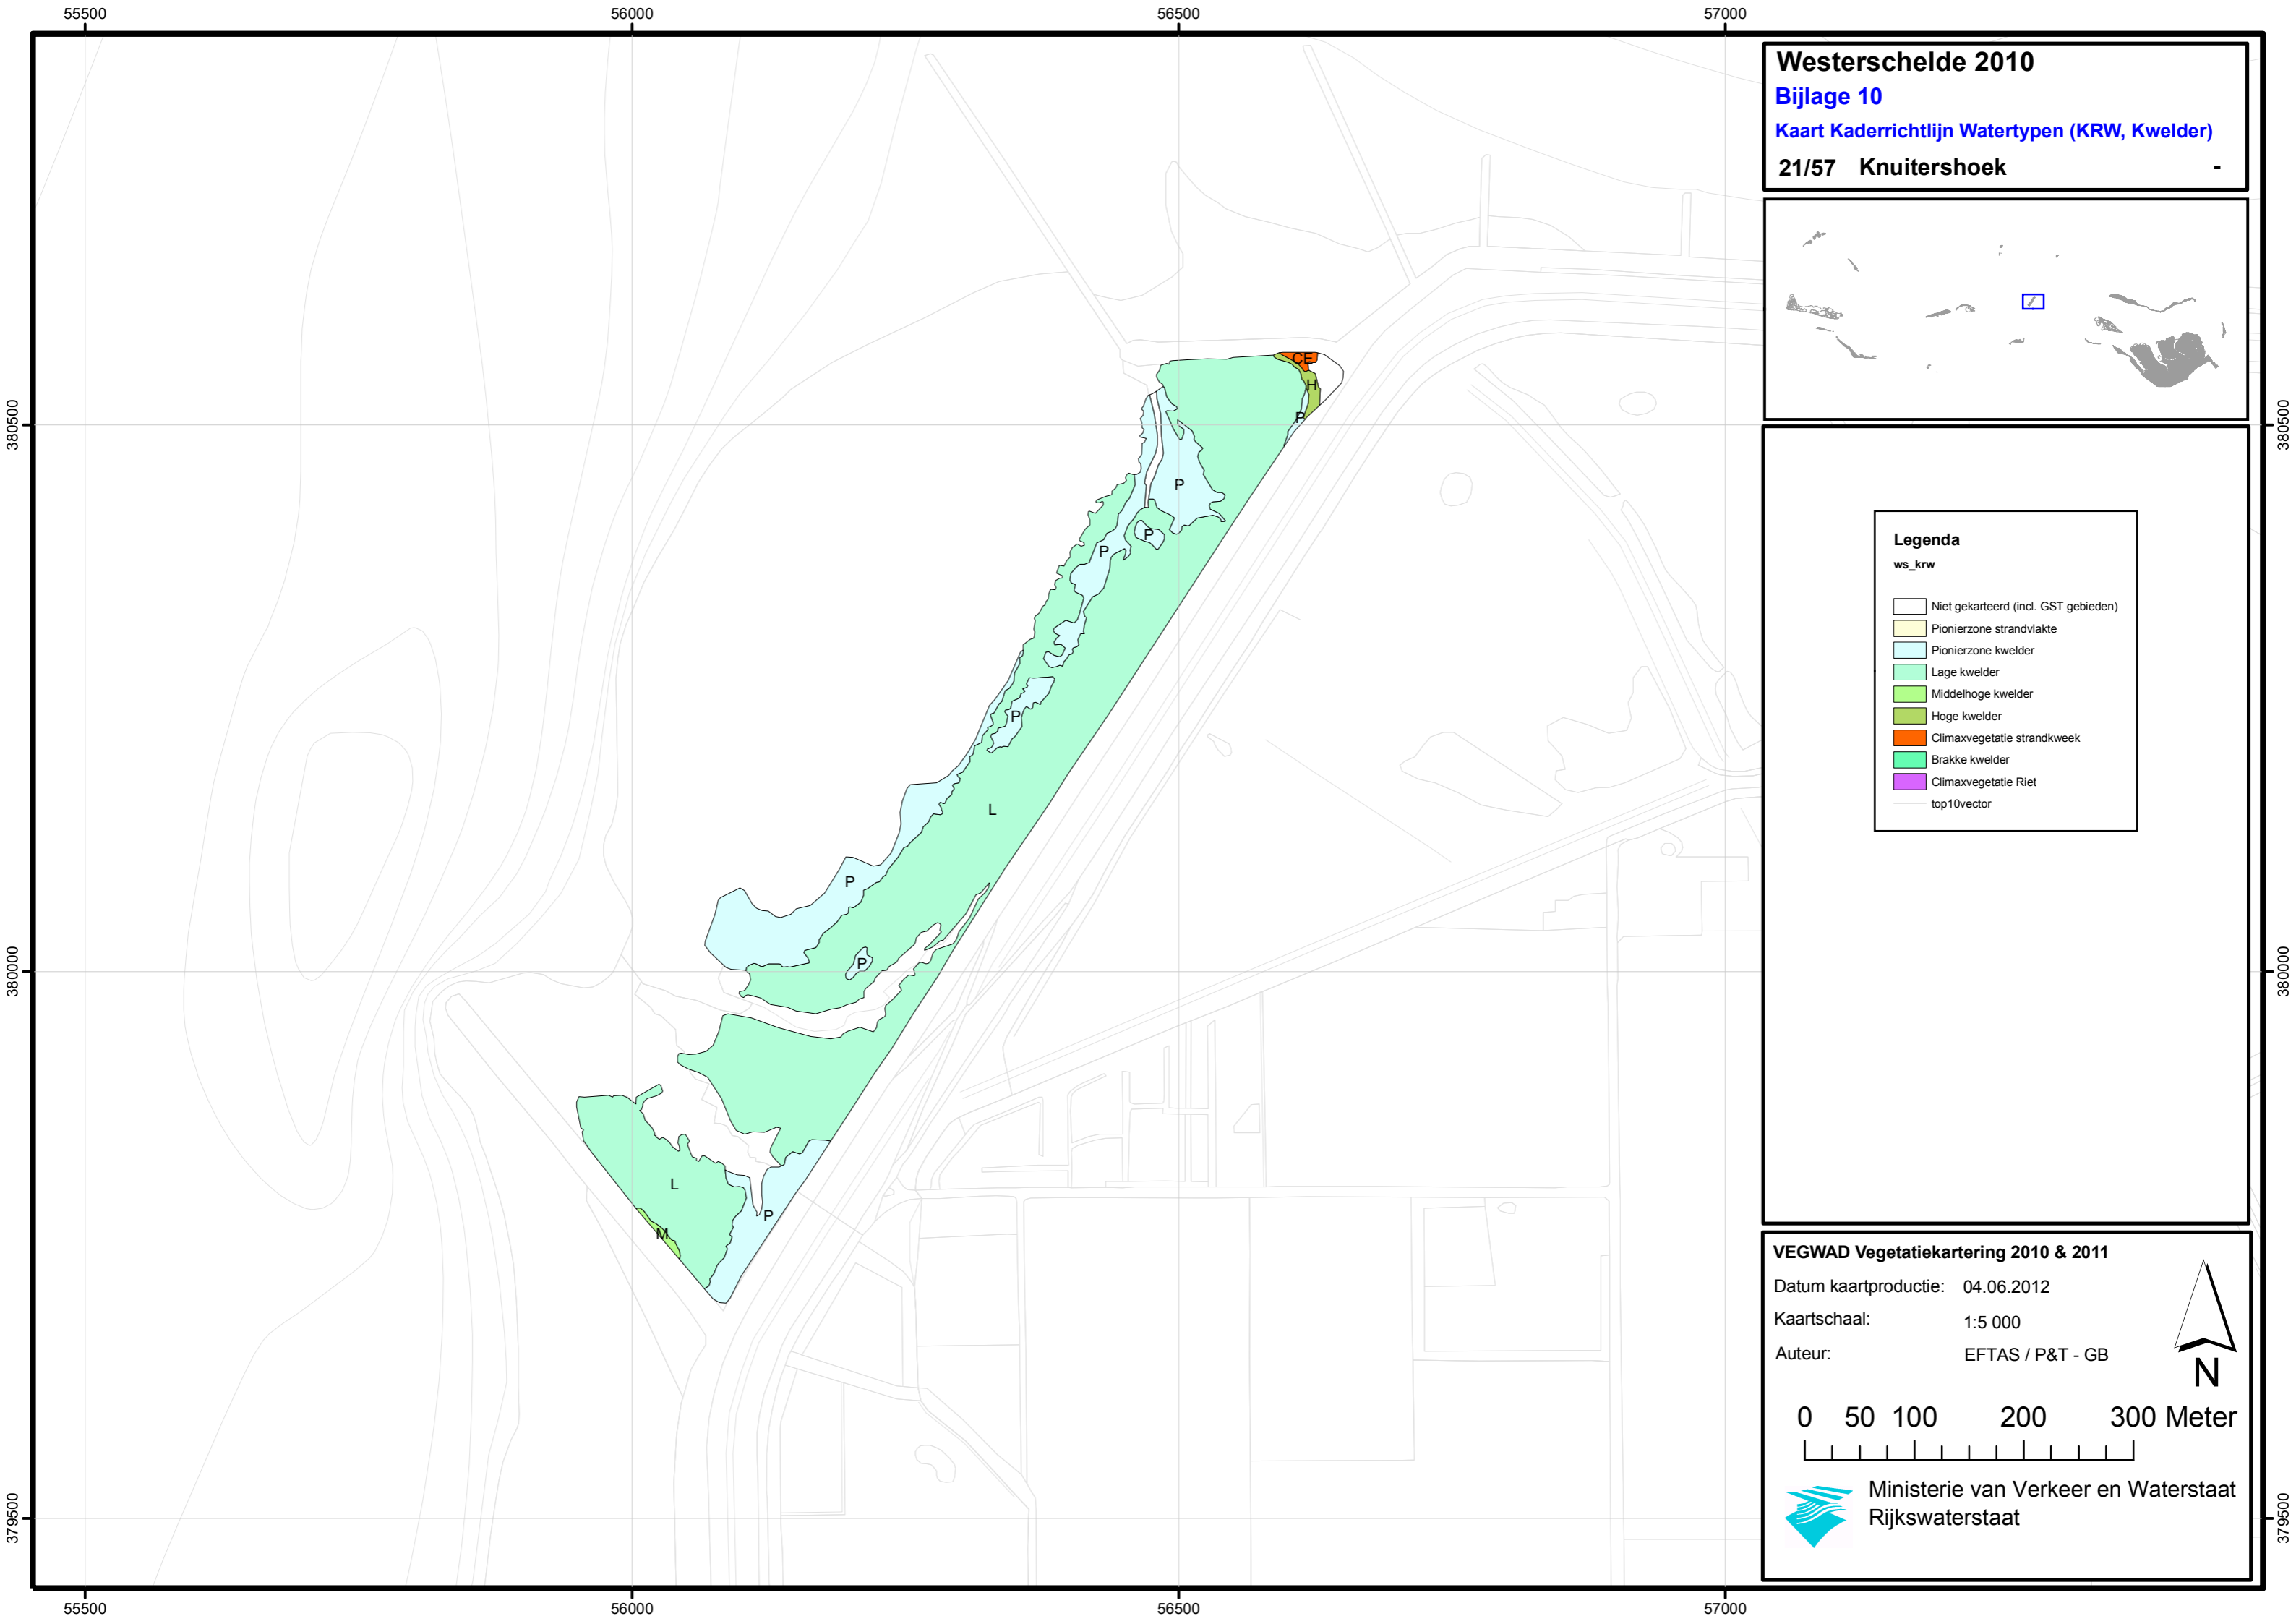 55500
56000
56500
57000
Westerschelde 2010
Bijlage 10
Kaart Kaderrichtlijn Watertypen (KRW, Kwelder)
21/57 Knuitershoek -
CE
H
P
380500
380500
P
P
P
Legenda
ws_krw
Niet gekarteerd (incl. GST gebieden)
Pionierzone strandvlakte
Pionierzone kwelder
Lage kwelder
Middelhoge kwelder
Hoge kwelder
Climaxvegetatie strandkweek
Brakke kwelder
Climaxvegetatie Riet
top10vector
P
L
P
P
380000
380000
L
P
M
VEGWAD Vegetatiekartering 2010 & 2011
Datum kaartproductie: 04.06.2012
Kaartschaal: 1:5 000
Auteur: EFTAS / P&T - GB
N
0 50 100 200 300 Meter
Ministerie van Verkeer en Waterstaat
Rijkswaterstaat
379500
379500
55500
56000
56500
57000